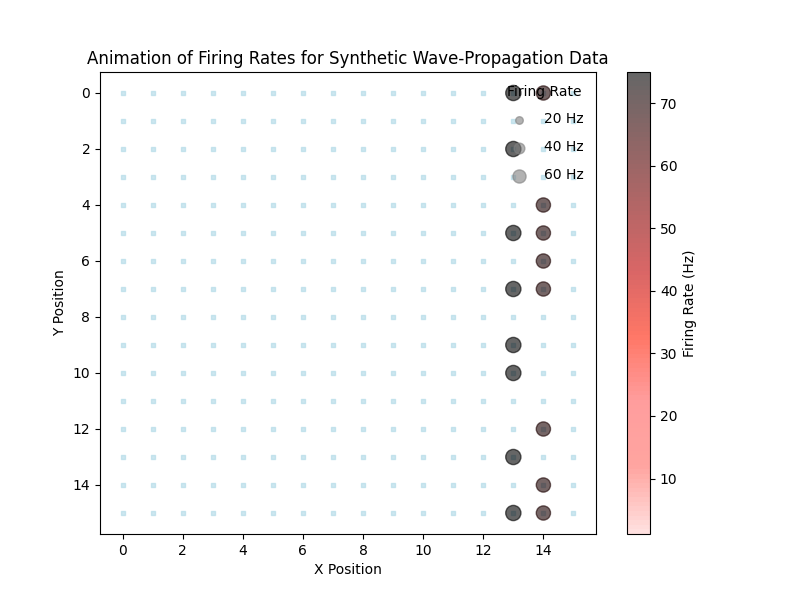 Animation of Firing Rates for Synthetic Wave-Propagation Data
Firing Rate
20 Hz
40 Hz
60 Hz
0
2
4
6
8
10
12
14
Y Position
0
2
4
6
8
10
12
14
X Position
70
60
50
40
30
20
10
Firing Rate (Hz)